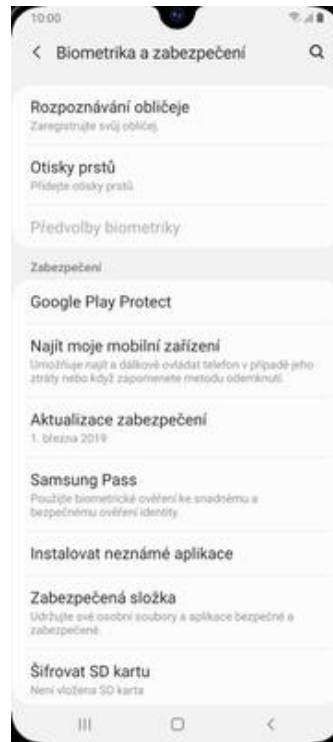 10:00
Biometrika a zabezpečení
Rozpoznávání obličeje
Zaregistrujte svůj obličej.
Otisky prstů
Přidejte otisky prstů.
Předvolby biometriky
Zabezpečení
Google Play Protect
Najít moje mobilní zařízení
Umožňuje najít a dálkově ovládat telefon v případě jeho
ztráty nebo když zapomenete metodu odemknutí.
Aktualizace zabezpečení
1. března 2019
Samsung Pass
Použijte biometrické ověření ke snadnému a
bezpečnému ověření identity.
Instalovat neznámé aplikace
Zabezpečená složka
Udržujte své osobní soubory a aplikace bezpečné a
zabezpečené.
Šifrovat SD kartu
Není vložena SD karta